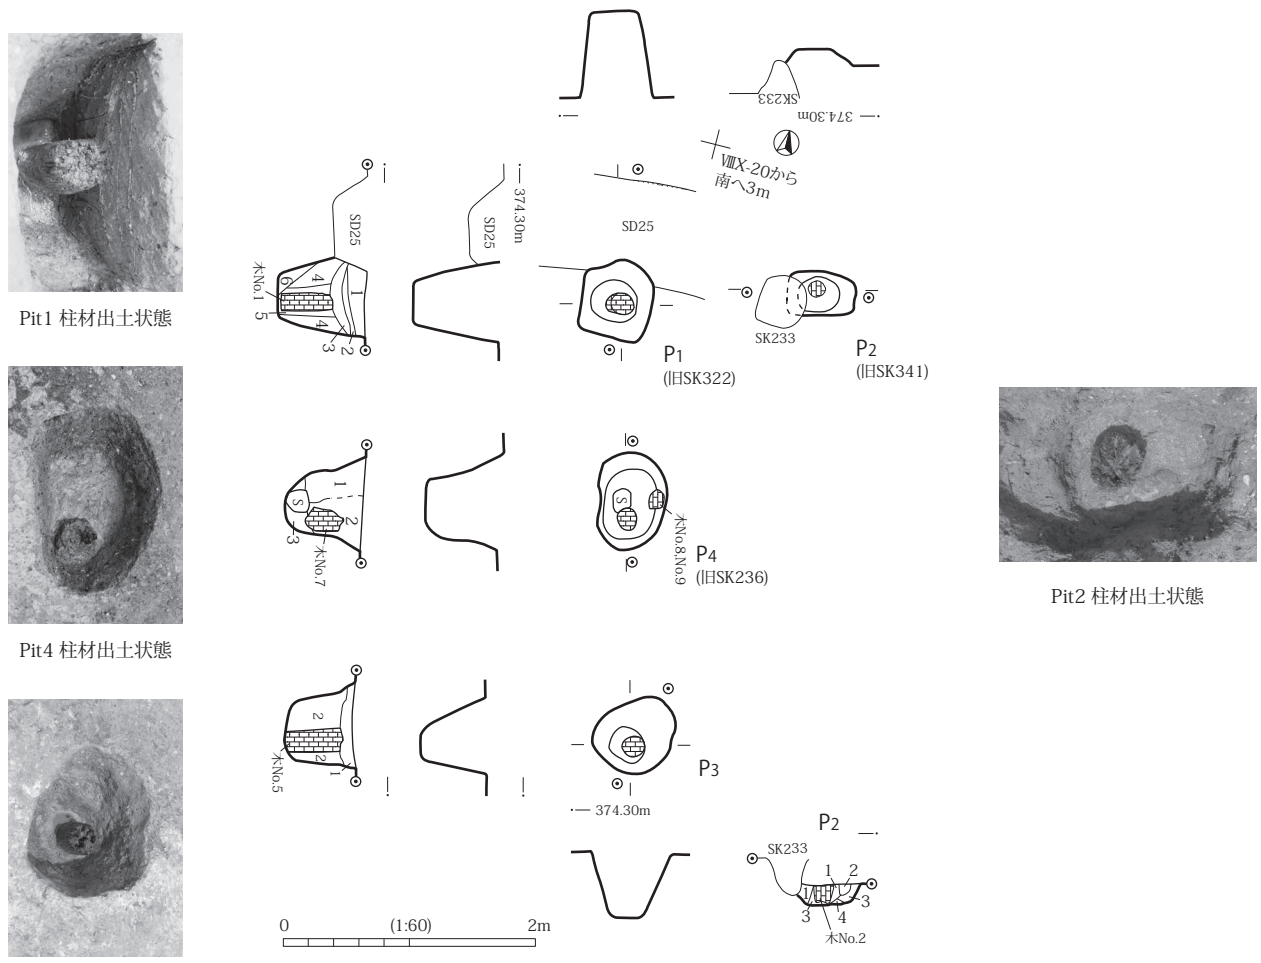 SK233
374.30m
ⅧX-20から
南へ3m
SD25
374.30m
SD25
SD25
木No.1
6
4
1
5
4
3
2
Pit1 柱材出土状態
P1
(旧SK322)
SK233
P2
(旧SK341)
1
S
2
3
木No.7
S
木No.8,No.9
P4
(旧SK236)
Pit2 柱材出土状態
Pit4 柱材出土状態
2
2
1
木No.5
P3
374.30m
P2
SK233
1
2
1
3
3
4
木No.2
0 (1:60) 2m